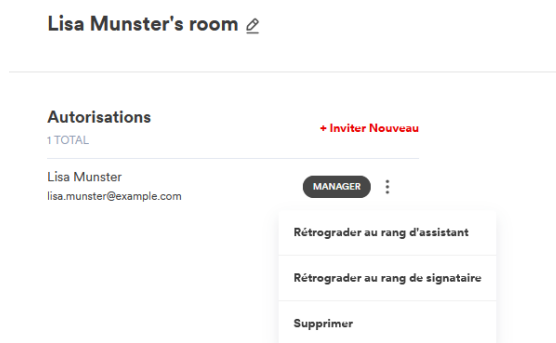 Lisa Munster's room
Autorisations
+ Inviter Nouveau
1 TOTAL
Lisa Munster
lisa.munster@example.com
MANAGER
Rétrograder au rang d'assistant
Rétrograder au rang de signataire
Supprimer